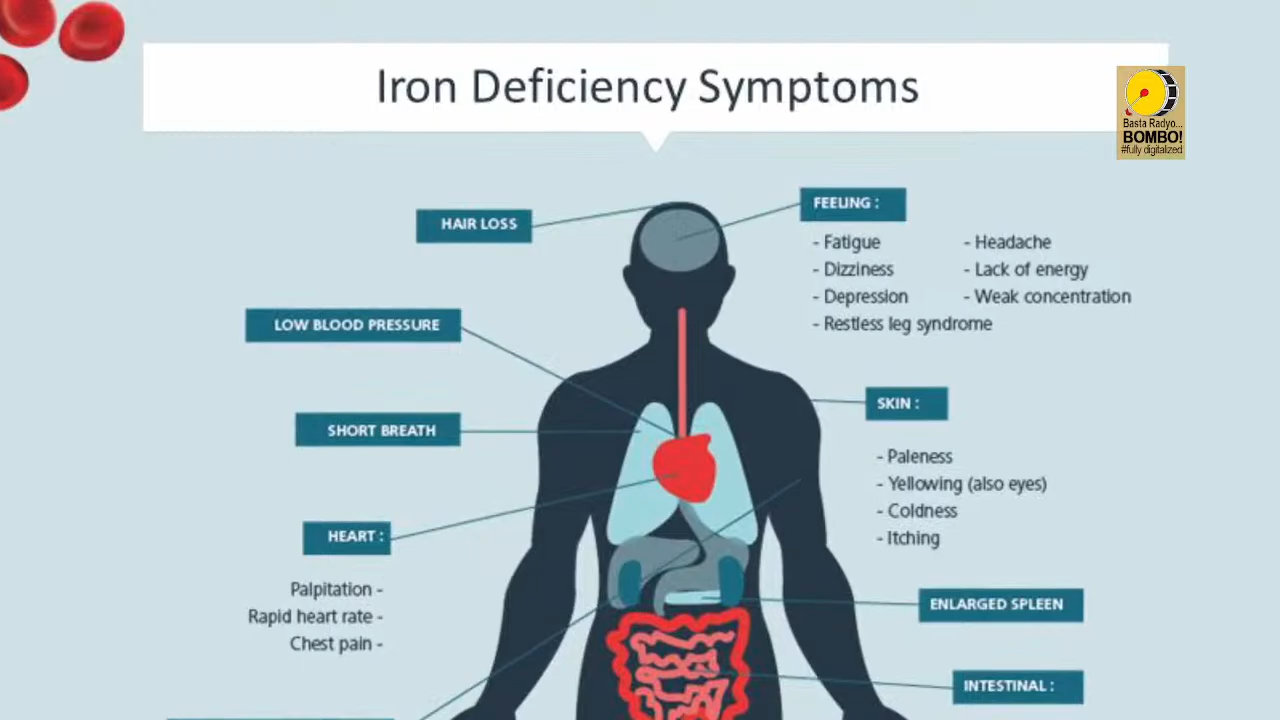 Iron Deficiency Symptoms
Basta Radyo...
BOMBO!
#fully digitalized
HAIR LOSS
FEELING :
- Fatigue
- Headache
- Dizziness
- Lack of energy
- Depression
- Weak concentration
- Restless leg syndrome
LOW BLOOD PRESSURE
SKIN :
SHORT BREATH
- Paleness
- Yellowing (also eyes)
- Coldness
- Itching
HEART :
Palpitation -
Rapid heart rate -
Chest pain -
ENLARGED SPLEEN
INTESTINAL :